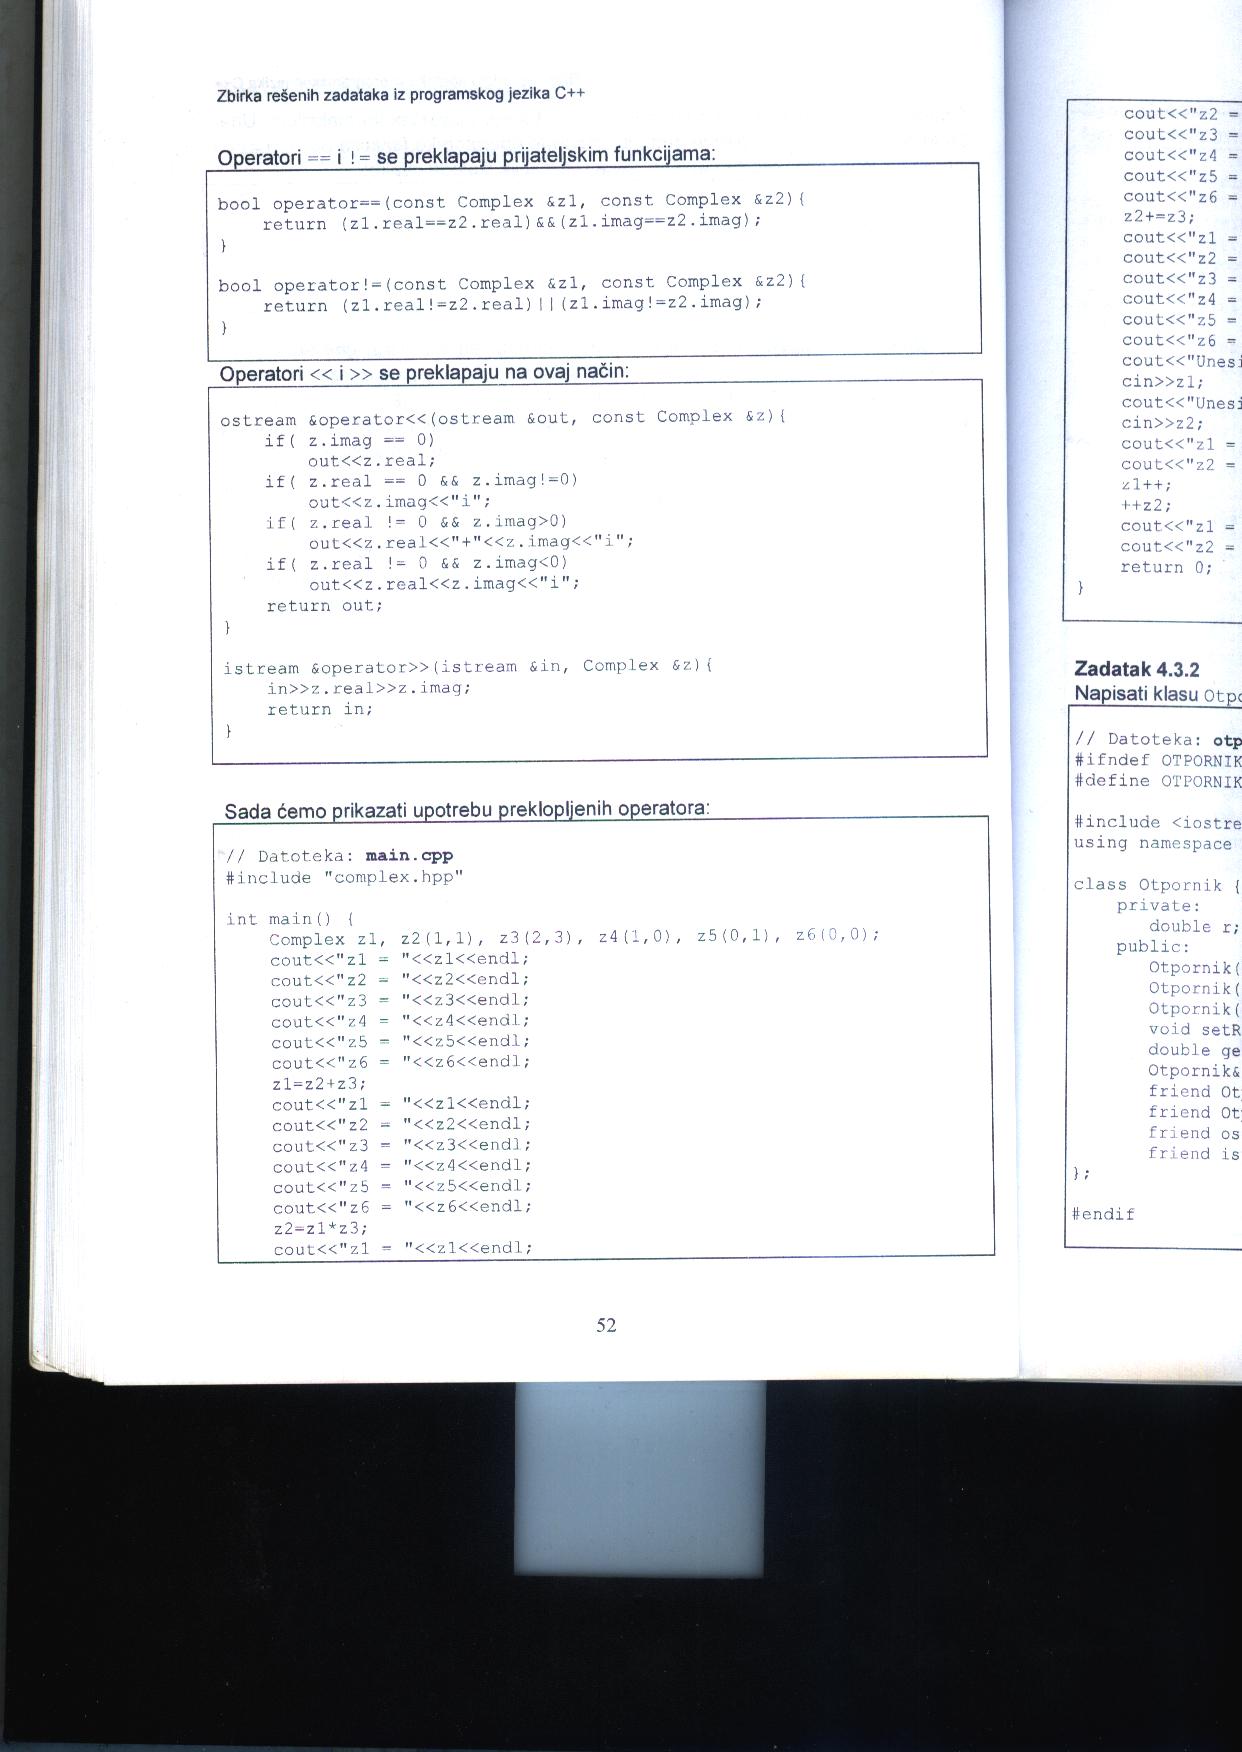 Zbirka rešenih zadataka iz programskog jezika C++
Operatori == i != se preklapaju prijateljskim funkcijama:
bool operator==(const Complex &z1, const Complex &z2){
    return (z1.real==z2.real)&&(z1.imag==z2.imag);
}
bool operator!=(const Complex &z1, const Complex &z2){
    return (z1.real!=z2.real)||(z1.imag!=z2.imag);
}
Operatori << i >> se preklapaju na ovaj način:
ostream &operator<<(ostream &out, const Complex &z){
    if( z.imag == 0)
        out<<z.real;
    if( z.real == 0 && z.imag!=0)
        out<<z.imag<<"i";
    if( z.real != 0 && z.imag>0)
        out<<z.real<<"+"<<z.imag<<"i";
    if( z.real != 0 && z.imag<0)
        out<<z.real<<z.imag<<"i";
    return out;
}
istream &operator>>(istream &in, Complex &z){
    in>>z.real>>z.imag;
    return in;
}
Sada ćemo prikazati upotrebu preklopljenih operatora:
// Datoteka: main.cpp
#include "complex.hpp"
int main() {
    Complex z1, z2(1,1), z3(2,3), z4(1,0), z5(0,1), z6(0,0);
    cout<<"z1 = "<<z1<<endl;
    cout<<"z2 = "<<z2<<endl;
    cout<<"z3 = "<<z3<<endl;
    cout<<"z4 = "<<z4<<endl;
    cout<<"z5 = "<<z5<<endl;
    cout<<"z6 = "<<z6<<endl;
    z1=z2+z3;
    cout<<"z1 = "<<z1<<endl;
    cout<<"z2 = "<<z2<<endl;
    cout<<"z3 = "<<z3<<endl;
    cout<<"z4 = "<<z4<<endl;
    cout<<"z5 = "<<z5<<endl;
    cout<<"z6 = "<<z6<<endl;
    z2=z1*z3;
    cout<<"z1 = "<<z1<<endl;
52
    cout<<"z2 =
    cout<<"z3 =
    cout<<"z4 =
    cout<<"z5 =
    cout<<"z6 =
    z2+=z3;
    cout<<"z1 =
    cout<<"z2 =
    cout<<"z3 =
    cout<<"z4 =
    cout<<"z5 =
    cout<<"z6 =
    cout<<"Unesi
    cin>>z1;
    cout<<"Unesi
    cin>>z2;
    cout<<"z1 =
    cout<<"z2 =
    z1++;
    ++z2;
    cout<<"z1 =
    cout<<"z2 =
    return 0;
}
Zadatak 4.3.2
Napisati klasu Otpo
// Datoteka: otp
#ifndef OTPORNIK
#define OTPORNIK
#include <iostre
using namespace
class Otpornik {
    private:
        double r;
    public:
        Otpornik(
        Otpornik(
        Otpornik(
        void setR
        double ge
        Otpornik&
        friend Ot
        friend Ot
        friend os
        friend is
};
#endif